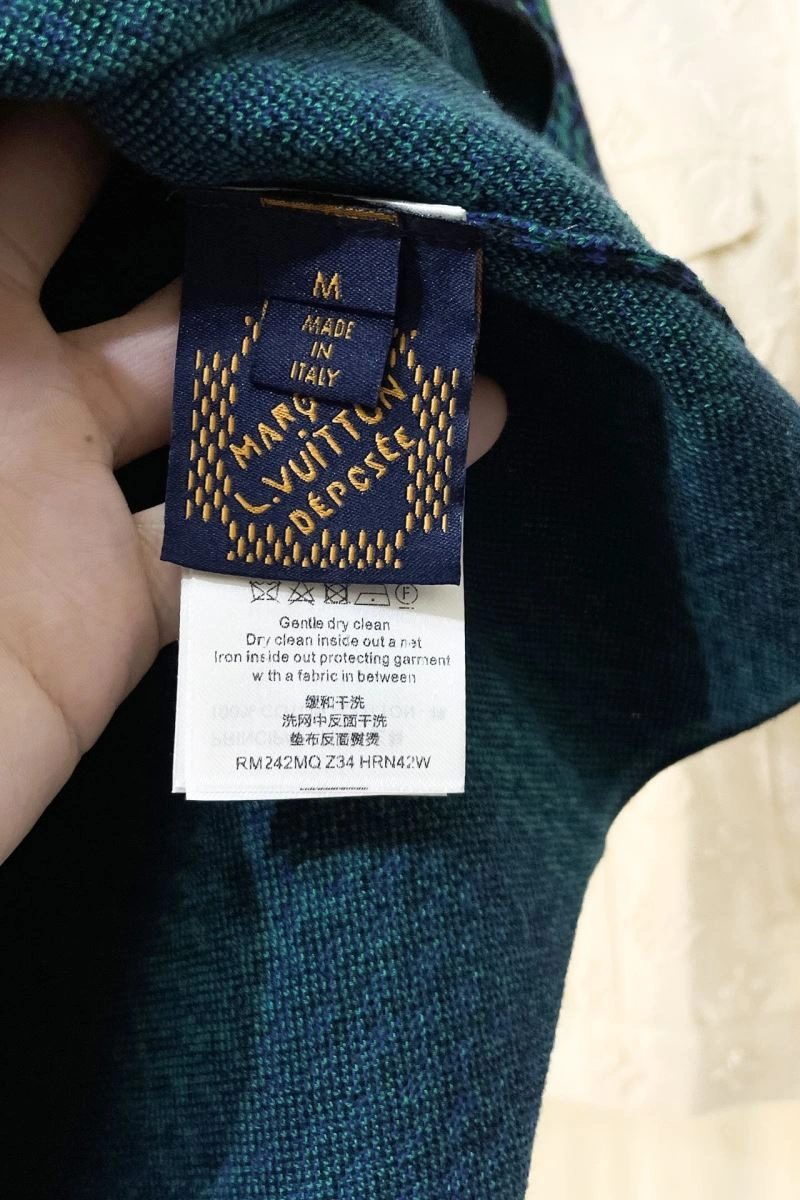 M
MADE
IN
ITALY
MARQ
L.VUITTON
DÉPOSÉE
F
Gentle dry clean
Dry clean inside out a net
Iron inside out protecting garment
with a fabric in between
缓和干洗
洗网中反面干洗
垫布反面熨烫
RM242MQ Z34 HRN42W